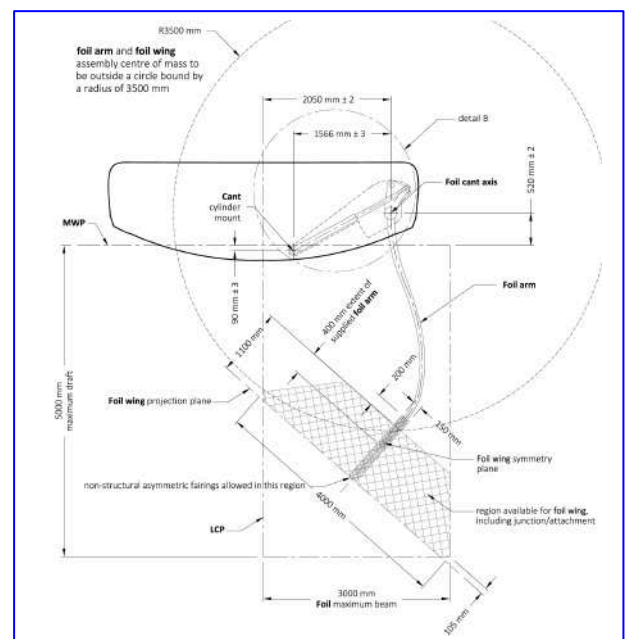 R3500 mm
foil arm and foil wing
assembly centre of mass to
be outside a circle bound by
a radius of 3500 mm
2050 mm ± 2
detail B
1566 mm ± 3
520 mm ± 2
Foil cant axis
Cant
cylinder
mount
MWP
90 mm ± 3
400 mm extent of
supplied foil arm
Foil arm
1100 mm
200 mm
5000 mm
maximum draft
Foil wing projection plane
150 mm
Foil wing symmetry
plane
non-structural asymmetric fairings allowed in this region
4000 mm
region available for foil wing,
including junction/attachment
LCP
3000 mm
Foil maximum beam
105 mm